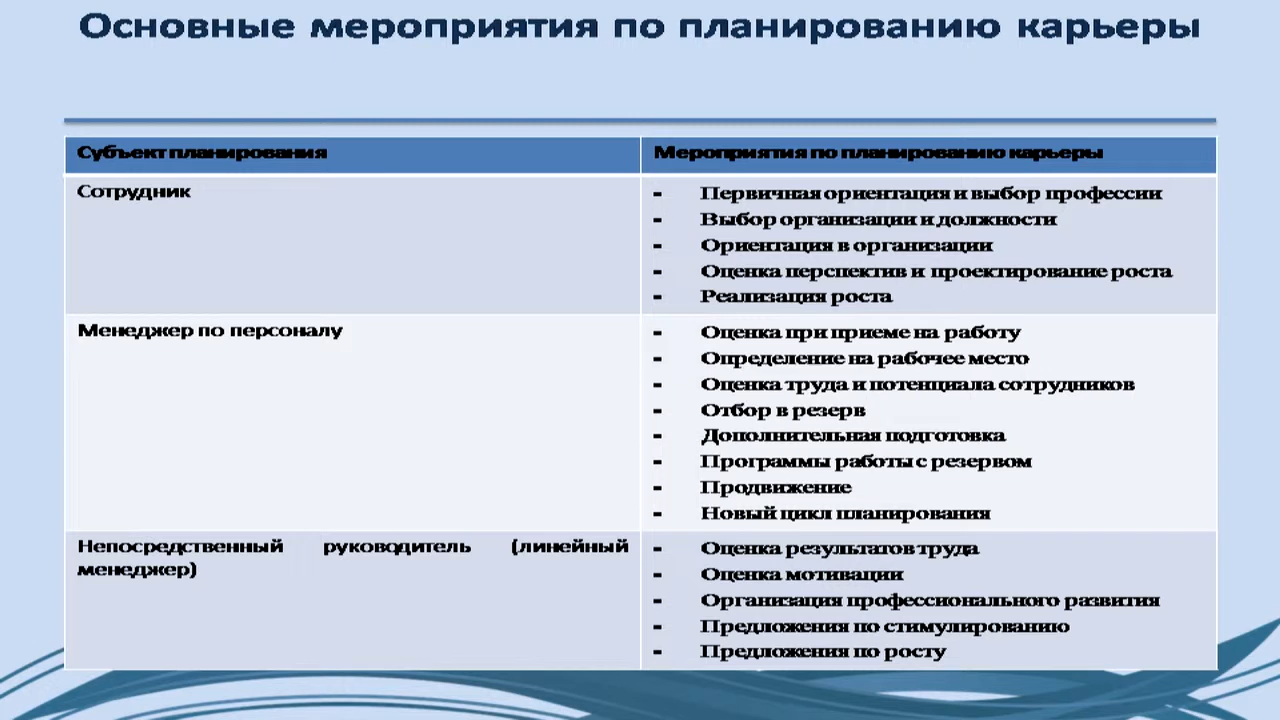 Основные мероприятия по планированию карьеры
Субъект планирования
Мероприятия по планированию карьеры
Сотрудник
- Первичная ориентация и выбор профессии
- Выбор организации и должности
- Ориентация в организации
- Оценка перспектив и проектирование роста
- Реализация роста
Менеджер по персоналу
- Оценка при приеме на работу
- Определение на рабочее место
- Оценка труда и потенциала сотрудников
- Отбор в резерв
- Дополнительная подготовка
- Программы работы с резервом
- Продвижение
- Новый цикл планирования
Непосредственный руководитель (линейный
менеджер)
- Оценка результатов труда
- Оценка мотивации
- Организация профессионального развития
- Предложения по стимулированию
- Предложения по росту